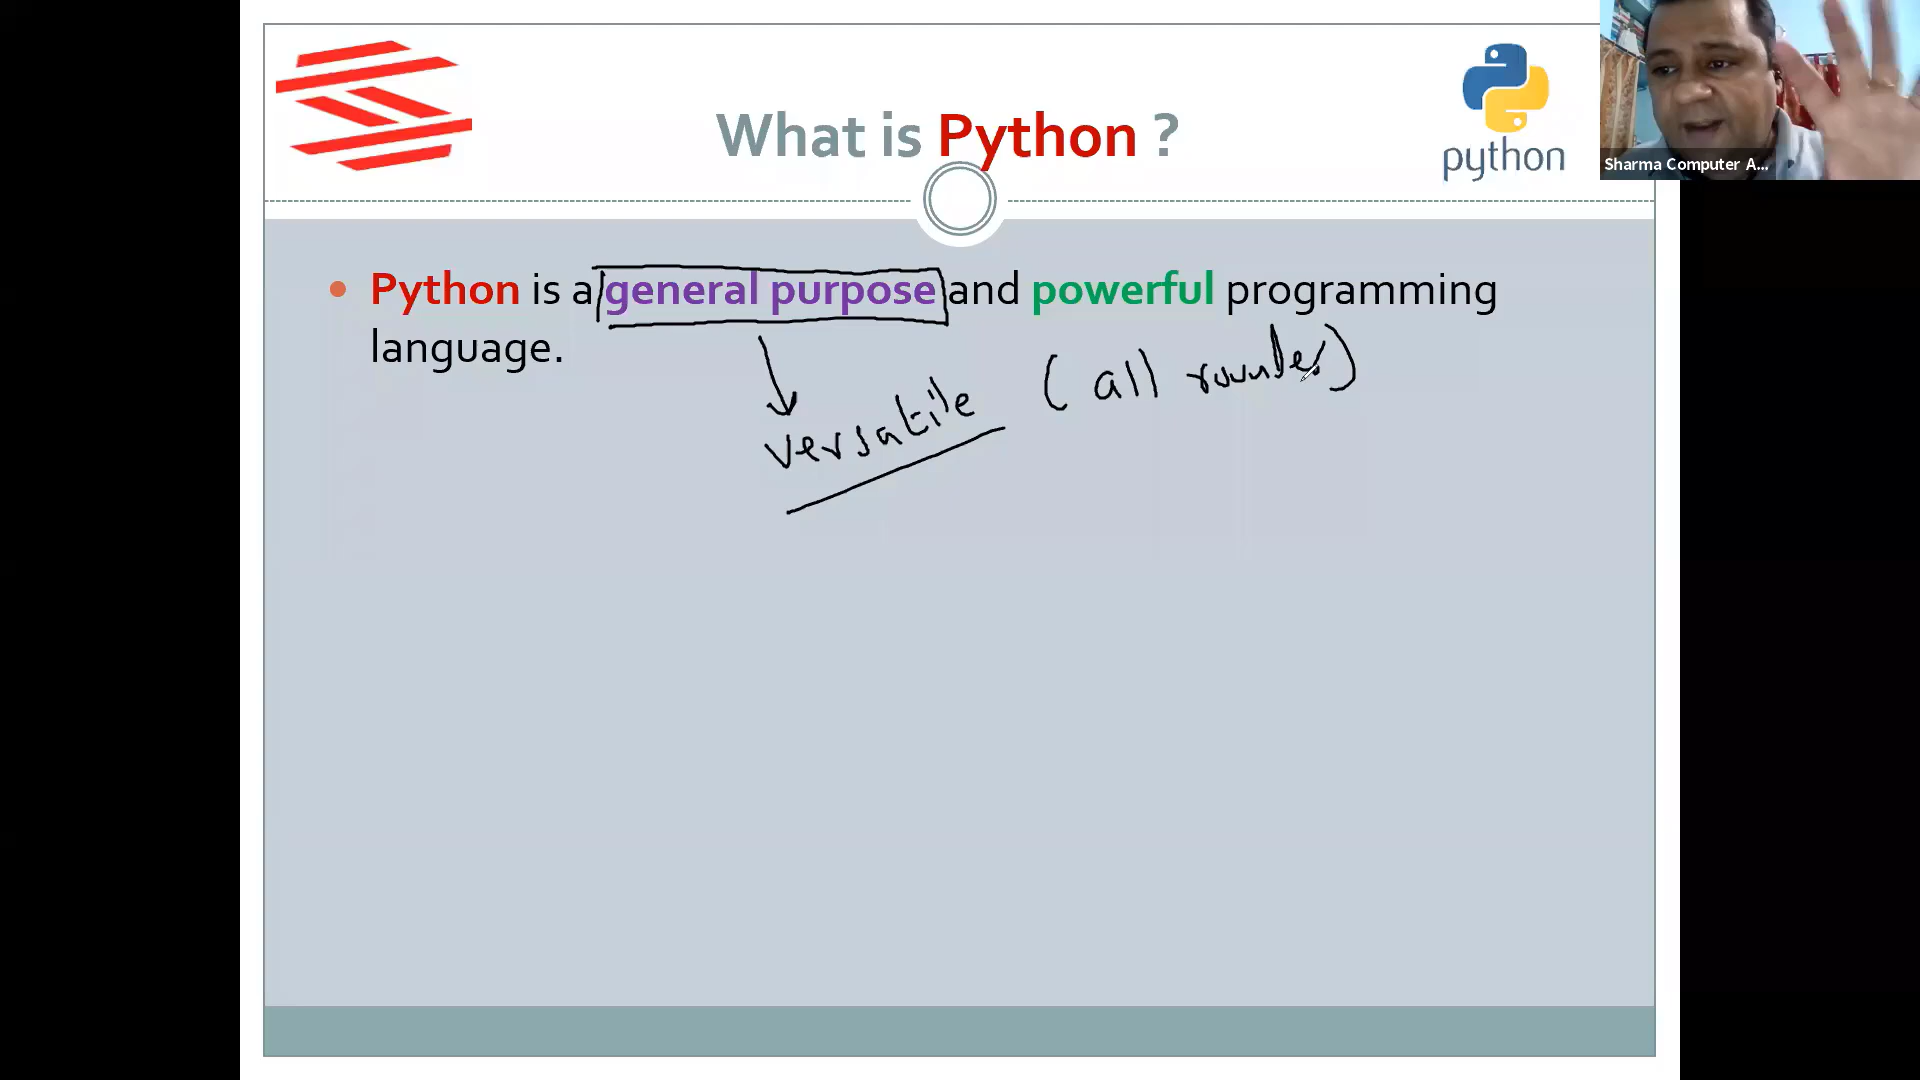 What is Python ?
python
Sharma Computer A...
Python is a general purpose and powerful programming
language.
versatile (all rounder)